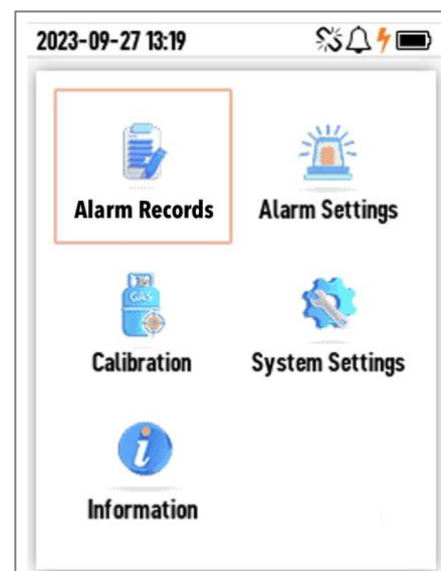 2023-09-27 13:19
Alarm Records
Alarm Settings
GAS
Calibration
System Settings
Information